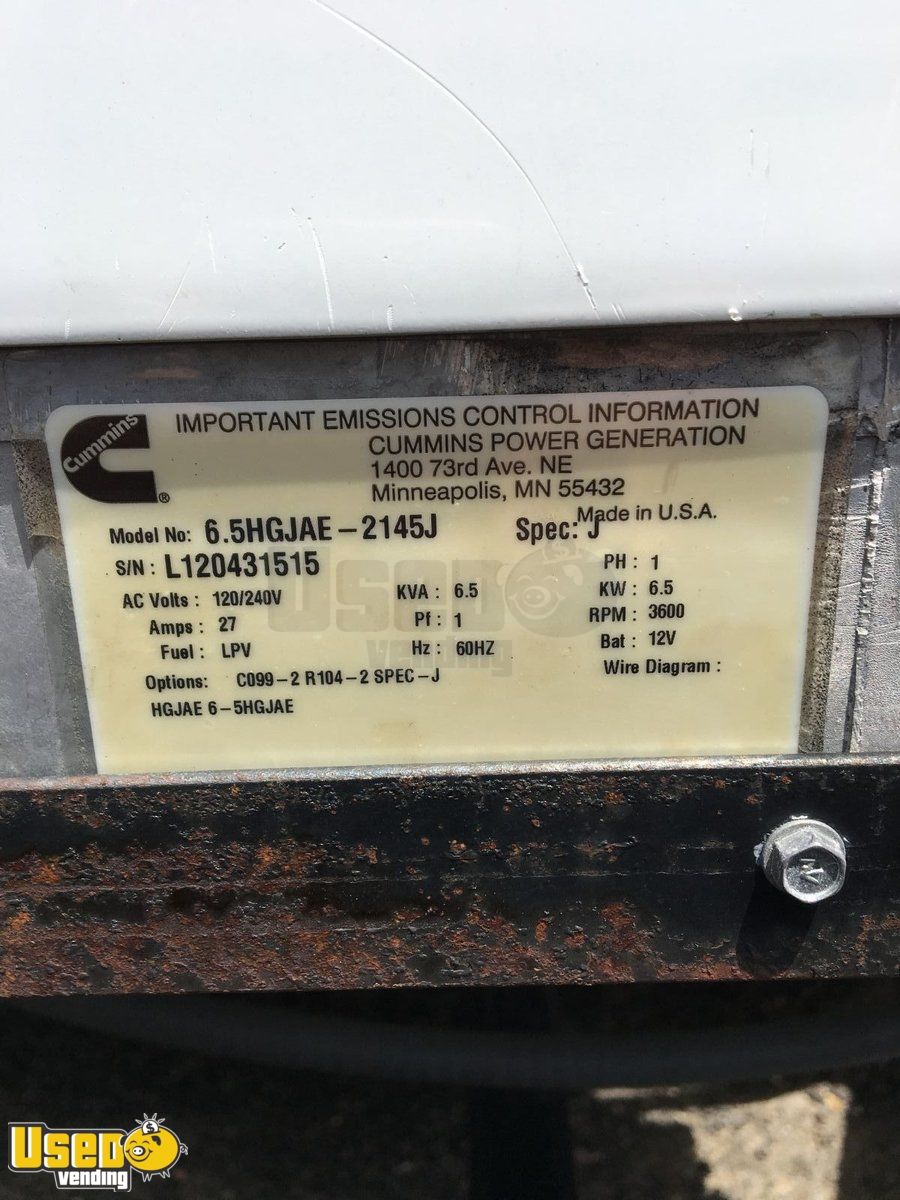 Cummins
IMPORTANT EMISSIONS CONTROL INFORMATION
CUMMINS POWER GENERATION
1400 73rd Ave. NE
Minneapolis, MN 55432
Made in U.S.A.
Model No: 6.5HGJAE-2145J Spec: J
S/N: L120431515 PH: 1
AC Volts: 120/240V KVA: 6.5 KW: 6.5
Amps: 27 Pf: 1 RPM: 3600
Fuel: LPV Hz: 60HZ Bat: 12V
Options: C099-2 R104-2 SPEC-J Wire Diagram:
HGJAE 6-5HGJAE
Used
vending
Used
vending